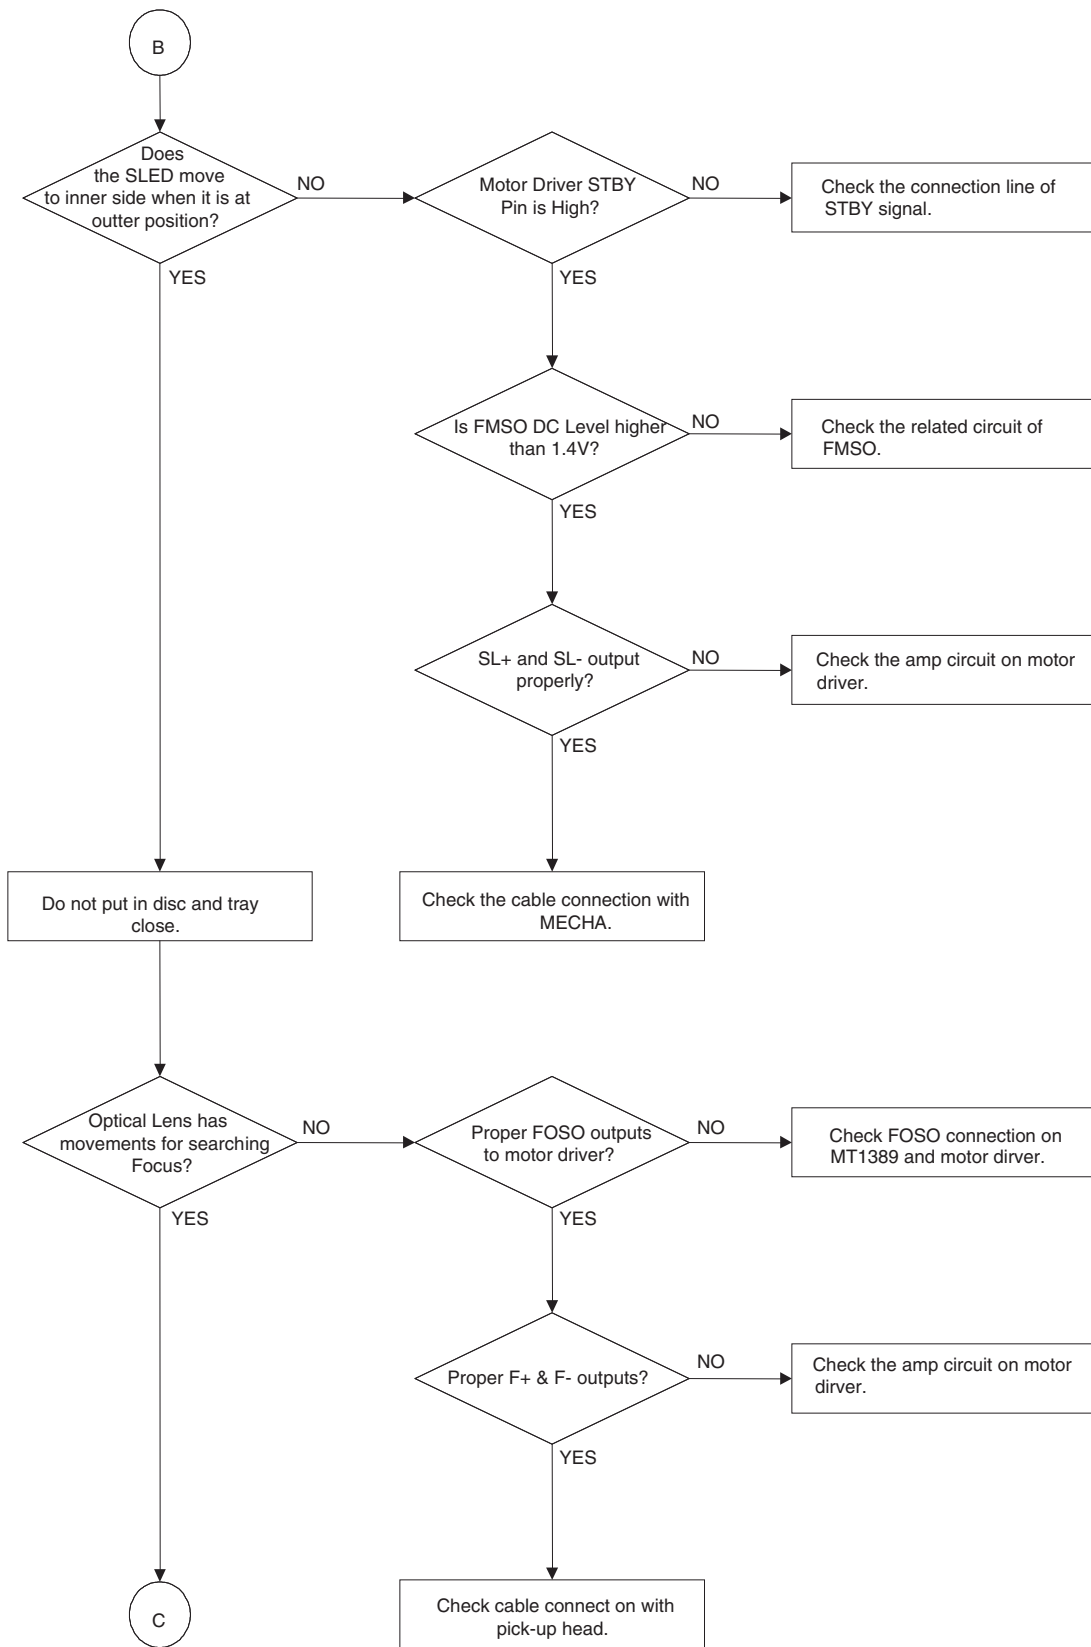 B
Does
the SLED move
to inner side when it is at
outter position?
NO
YES
Motor Driver STBY
Pin is High?
NO
YES
Check the connection line of
STBY signal.
Is FMSO DC Level higher
than 1.4V?
NO
YES
Check the related circuit of
FMSO.
SL+ and SL- output
properly?
NO
YES
Check the amp circuit on motor
driver.
Do not put in disc and tray
close.
Check the cable connection with
MECHA.
Optical Lens has
movements for searching
Focus?
NO
YES
Proper FOSO outputs
to motor driver?
NO
YES
Check FOSO connection on
MT1389 and motor dirver.
Proper F+ & F- outputs?
NO
YES
Check the amp circuit on motor
dirver.
C
Check cable connect on with
pick-up head.